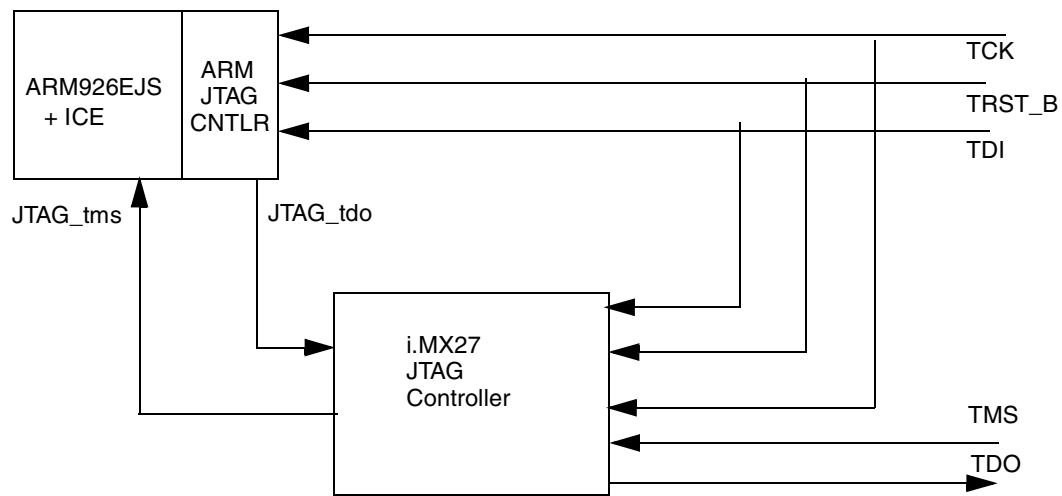 ARM926EJS
+ ICE
ARM
JTAG
CNTLR
TCK
TRST_B
TDI
JTAG_tms
JTAG_tdo
i.MX27
JTAG
Controller
TMS
TDO